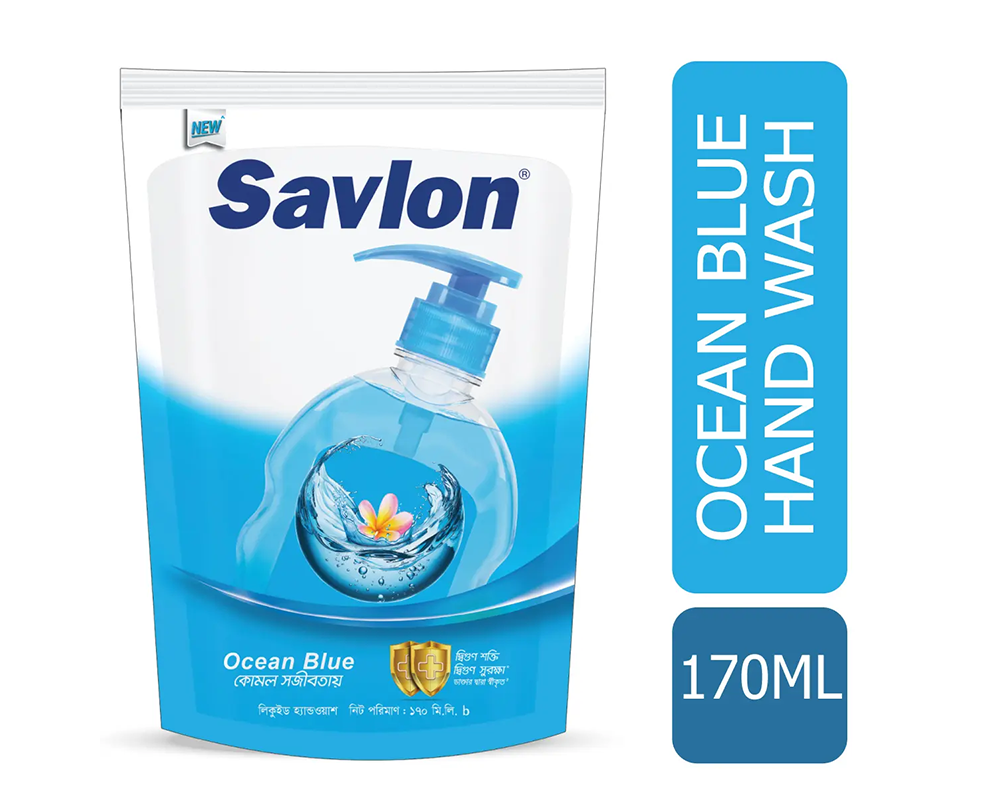 NEW
Savlon®
Ocean Blue
কোমল সজীবতায়
দ্বিগুণ শক্তি
দ্বিগুণ সুরক্ষা*
ডাক্তার দ্বারা স্বীকৃত*
লিকুইড হ্যান্ডওয়াশ নিট পরিমাণ : ১৭০ মি.লি. b
OCEAN BLUE
HAND WASH
170ML